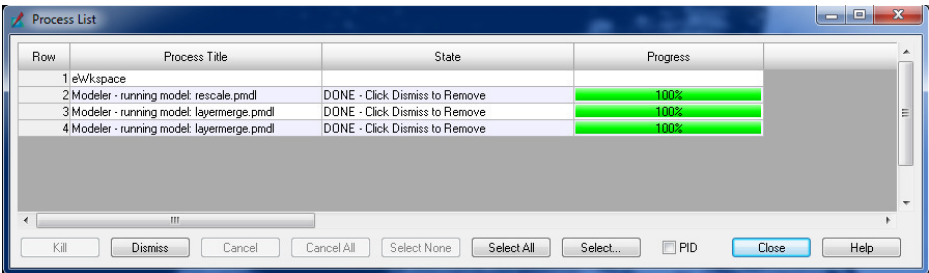 Process List
Row Process Title State Progress
1 eWkspace
2 Modeler - running model: rescale.pmdl DONE - Click Dismiss to Remove 100%
3 Modeler - running model: layermerge.pmdl DONE - Click Dismiss to Remove 100%
4 Modeler - running model: layermerge.pmdl DONE - Click Dismiss to Remove 100%
Kill Dismiss Cancel Cancel All Select None Select All Select... PID Close Help